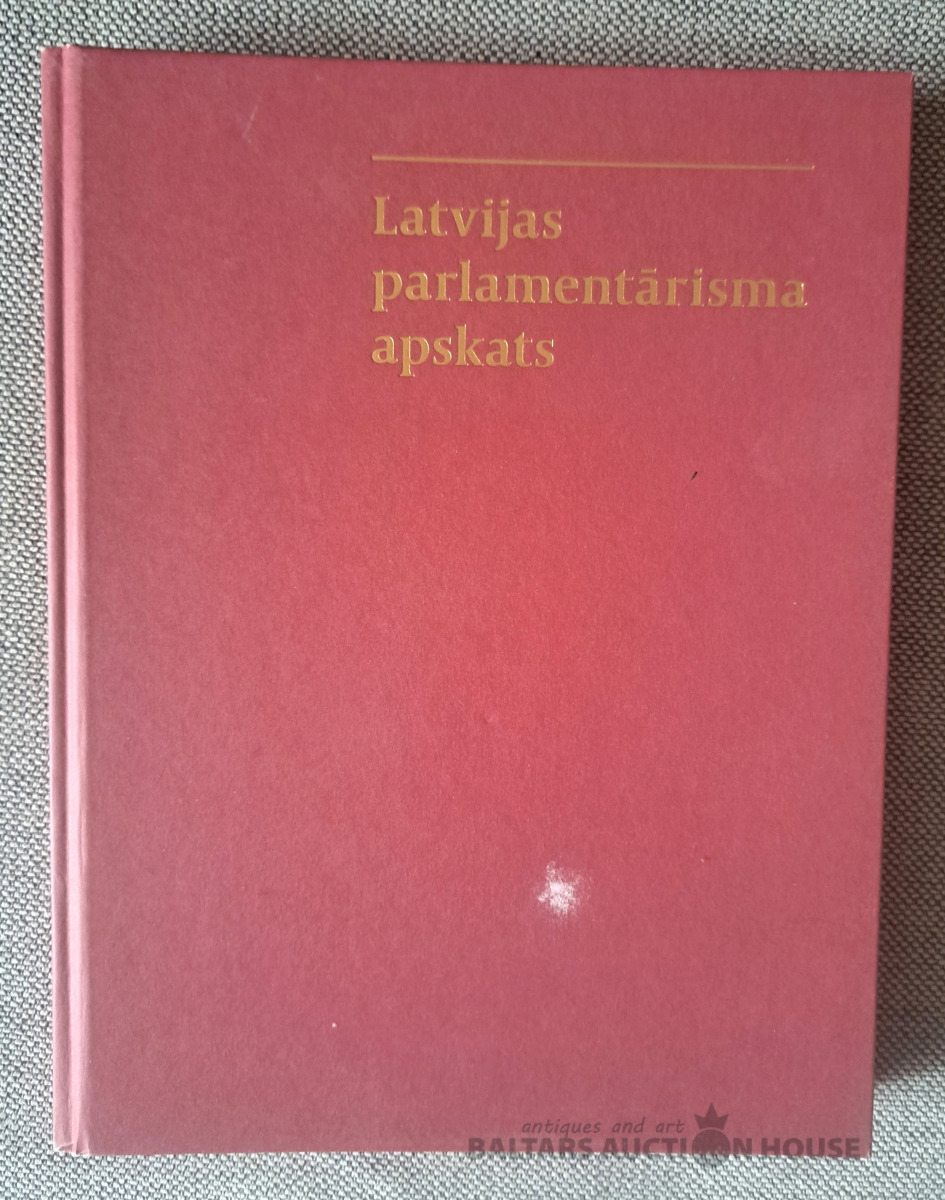 Latvijas
parlamentārisma
apskats
antiques and art
BALTARS AUCTION HOUSE